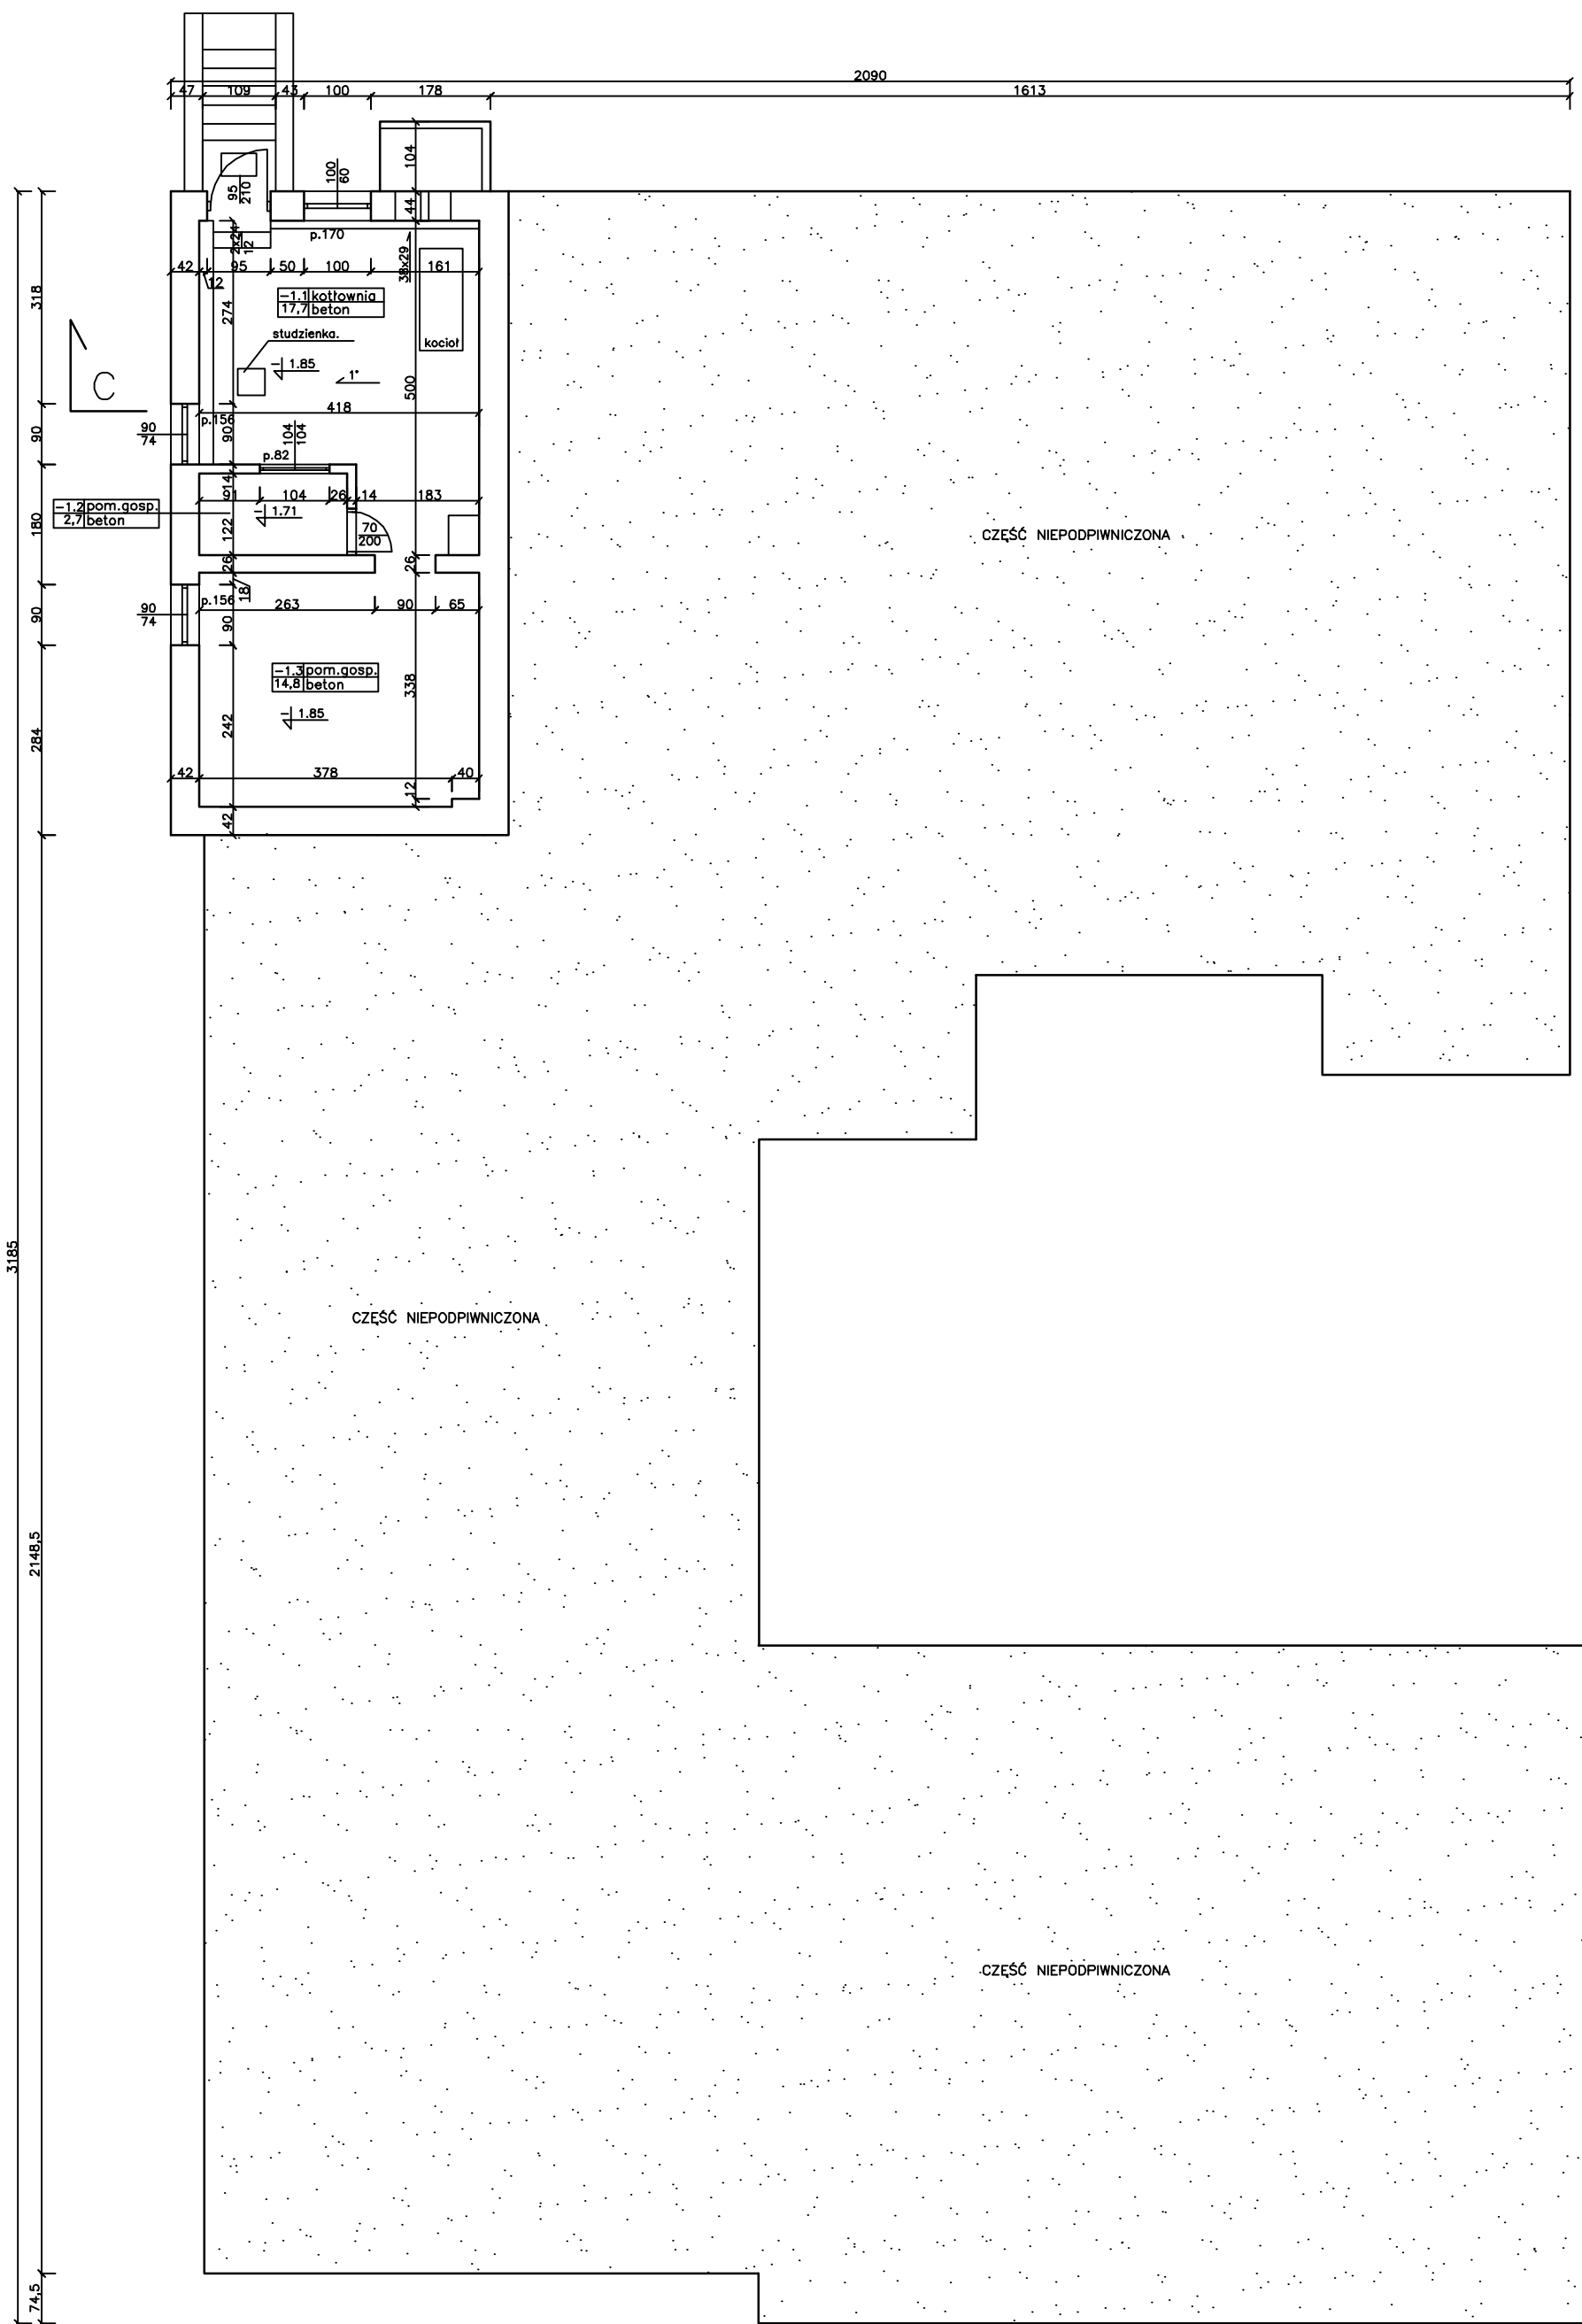 2090
47 109 43 100 178 1613
104
100
60
95
210
44
2x24
12
p.170
38x29
42 95 50 100 161
12
318
274
-1.1 kotłownia
17,7 beton
studzienka.
kocioł
- 1.85
1°
500
C
418
p.156
90
90
74
90
104
104
p.82
14
91 104 26 14 183
-1.2 pom.gosp.
2,7 beton
- 1.71
180
122
70
200
CZĘŚĆ NIEPODPIWNICZONA
26
26
18
p.156
263 90 65
90
90
74
90
-1.3 pom.gosp.
14,8 beton
338
- 1.85
284
242
42 378 40
12
42
3185
CZĘŚĆ NIEPODPIWNICZONA
2148,5
CZĘŚĆ NIEPODPIWNICZONA
74,5